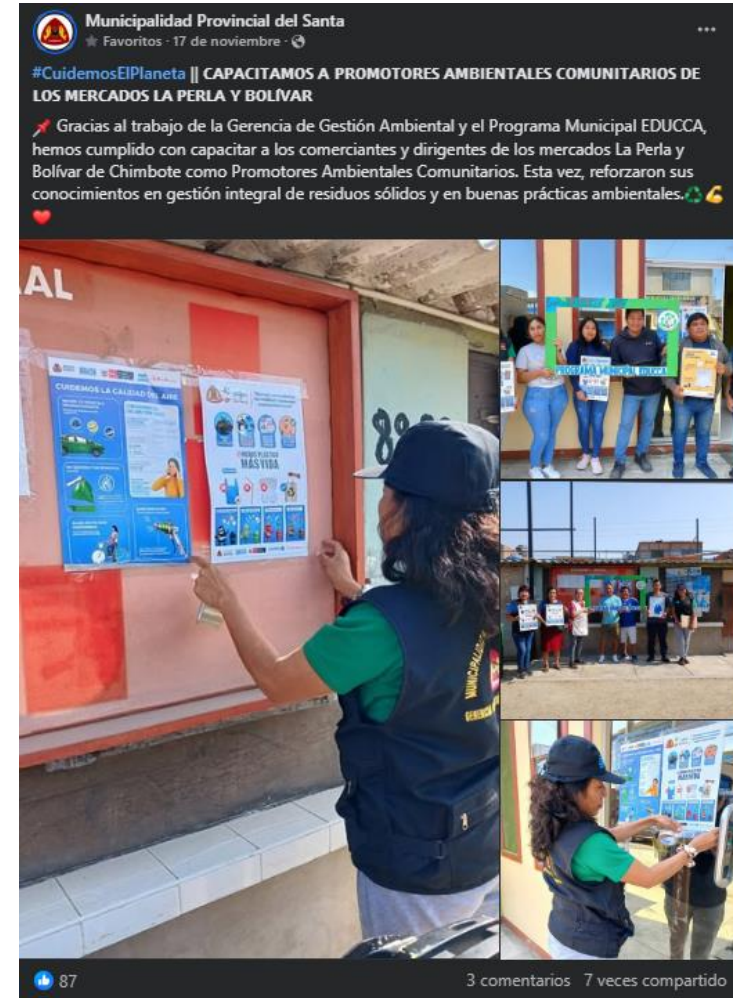 Municipalidad Provincial del Santa
Favoritos · 17 de noviembre ·
#CuidemosElPlaneta || CAPACITAMOS A PROMOTORES AMBIENTALES COMUNITARIOS DE
LOS MERCADOS LA PERLA Y BOLÍVAR
📌 Gracias al trabajo de la Gerencia de Gestión Ambiental y el Programa Municipal EDUCCA,
hemos cumplido con capacitar a los comerciantes y dirigentes de los mercados La Perla y
Bolívar de Chimbote como Promotores Ambientales Comunitarios. Esta vez, reforzaron sus
conocimientos en gestión integral de residuos sólidos y en buenas prácticas ambientales.♻️💪
❤️
AL
CUIDEMOS LA CALIDAD DEL AIRE
MENOS PLÁSTICO
MÁS VIDA
PROGRAMA MUNICIPAL EDUCCA
MÁS VIDA
87
3 comentarios 7 veces compartido